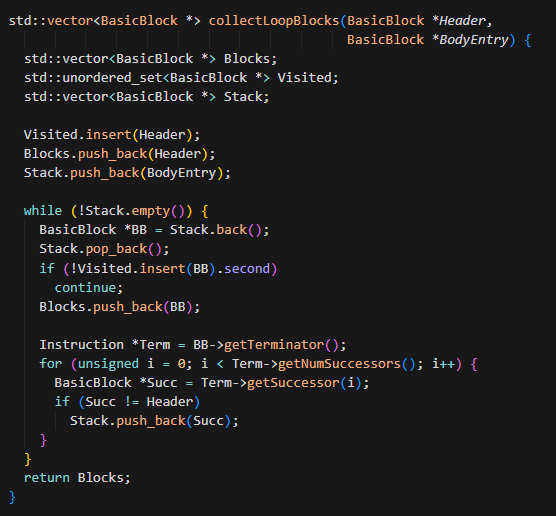 std::vector<BasicBlock *> collectLoopBlocks(BasicBlock *Header,
                                            BasicBlock *BodyEntry) {
  std::vector<BasicBlock *> Blocks;
  std::unordered_set<BasicBlock *> Visited;
  std::vector<BasicBlock *> Stack;

  Visited.insert(Header);
  Blocks.push_back(Header);
  Stack.push_back(BodyEntry);

  while (!Stack.empty()) {
    BasicBlock *BB = Stack.back();
    Stack.pop_back();
    if (!Visited.insert(BB).second)
      continue;
    Blocks.push_back(BB);

    Instruction *Term = BB->getTerminator();
    for (unsigned i = 0; i < Term->getNumSuccessors(); i++) {
      BasicBlock *Succ = Term->getSuccessor(i);
      if (Succ != Header)
        Stack.push_back(Succ);
    }
  }
  return Blocks;
}